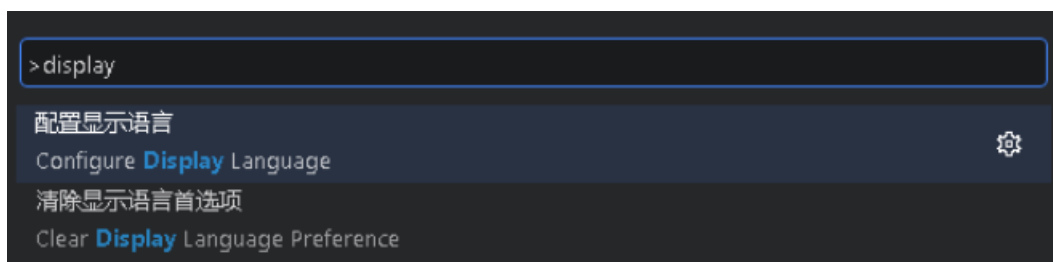 >display
配置显示语言
Configure Display Language
清除显示语言首选项
Clear Display Language Preference